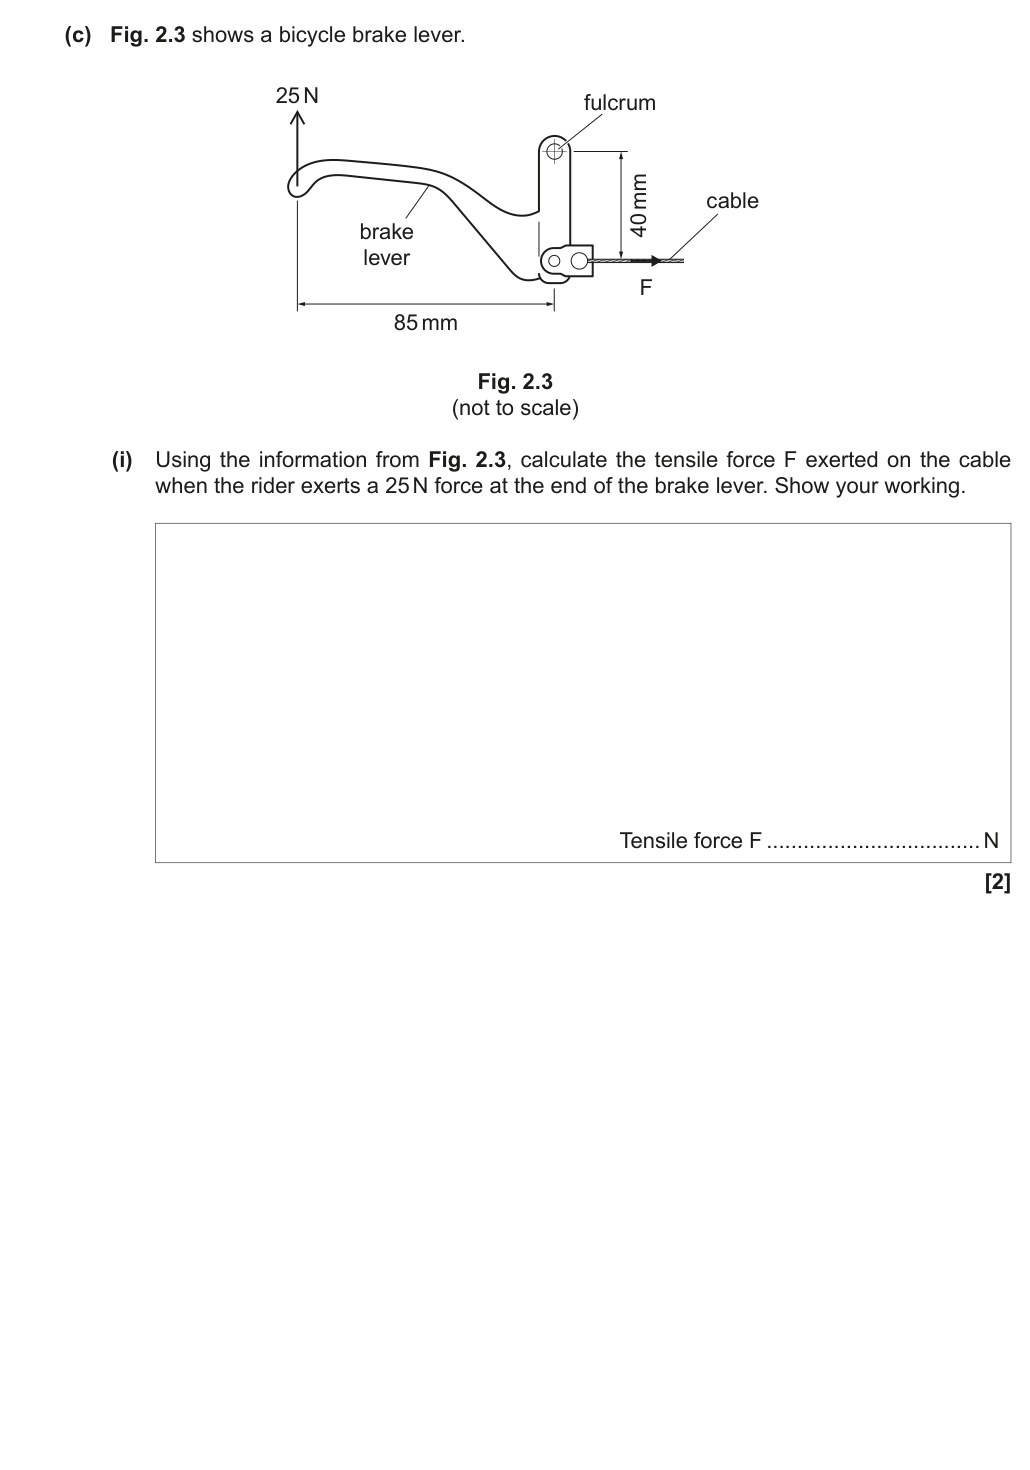 (c) Fig. 2.3 shows a bicycle brake lever.
25 N
fulcrum
40 mm
cable
brake
lever
F
85 mm
Fig. 2.3
(not to scale)
(i) Using the information from Fig. 2.3, calculate the tensile force F exerted on the cable
when the rider exerts a 25 N force at the end of the brake lever. Show your working.
Tensile force F ................................... N
[2]